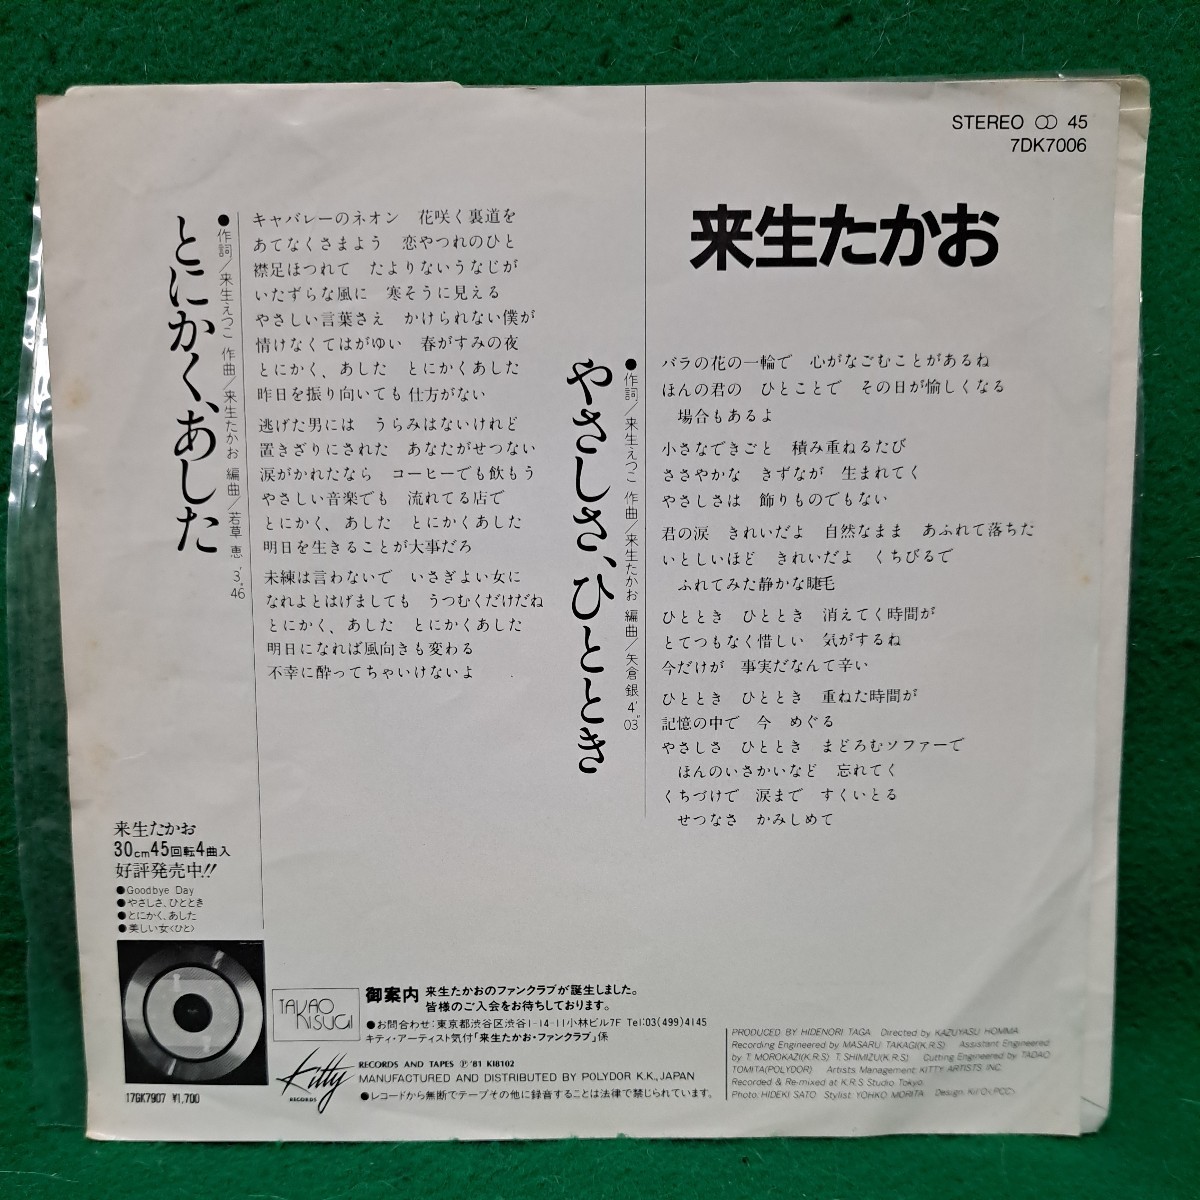 STEREO ○○ 45
7DK7006
来生たかお
やさしさ、ひととき
●作詞/来生えつこ 作曲/来生たかお 編曲/矢倉銀 4'03"
バラの花の一輪で 心がなごむことがあるね
ほんの君の ひとことで その日が愉しくなる
場合もあるよ
小さなできごと 積み重ねるたび
ささやかな きずなが 生まれてく
やさしさは 飾りものでもない
君の涙 きれいだよ 自然なまま あふれて落ちた
いとしいほど きれいだよ くちびるで
ふれてみた静かな睫毛
ひととき ひととき 消えてく時間が
とてつもなく惜しい 気がするね
今だけが 事実だなんて辛い
ひととき ひととき 重ねた時間が
記憶の中で 今 めぐる
やさしさ ひととき まどろむソファーで
ほんのいさかいなど 忘れてく
くちづけで 涙まで すくいとる
せつなさ かみしめて
とにかく、あした
●作詞/来生えつこ 作曲/来生たかお 編曲/若草 恵 3'46"
キャバレーのネオン 花咲く裏道を
あてなくさまよう 恋やつれのひと
襟足ほつれて たよりないうなじが
いたずらな風に 寒そうに見える
やさしい言葉さえ かけられない僕が
情けなくてはがゆい 春がすみの夜
とにかく、あした とにかくあした
昨日を振り向いても 仕方がない
逃げた男には うらみはないけれど
置きざりにされた あなたがせつない
涙がかれたなら コーヒーでも飲もう
やさしい音楽でも 流れてる店で
とにかく、あした とにかくあした
明日を生きることが大事だろ
未練は言わないで いさぎよい女に
なれよとはげましても うつむくだけだね
とにかく、あした とにかくあした
明日になれば風向きも変わる
不幸に酔ってちゃいけないよ
来生たかお
30cm45回転4曲入
好評発売中!!
●Goodbye Day
●やさしさ、ひととき
●とにかく、あした
●美しい女〈ひと〉
17GK7907 ¥1,700
TAKAO
KISUGI
御案内 来生たかおのファンクラブが誕生しました。
皆様のご入会をお待ちしております。
●お問合わせ:東京都渋谷区渋谷1-14-11小林ビル7F Tel:03(499)4145
キティ・アーティスト気付「来生たかお・ファンクラブ」係
Kitty
RECORDS
RECORDS AND TAPES Ⓟ'81 KI8102
MANUFACTURED AND DISTRIBUTED BY POLYDOR K.K., JAPAN
●レコードから無断でテープその他に録音することは法律で禁じられています。
PRODUCED BY HIDENORI TAGA Directed by KAZUYASU HOMMA
Recording Engineered by MASARU TAKAGI(K.R.S) Assistant Engineered
by T. MOROKAZI(K.R.S) T. SHIMIZU(K.R.S) Cutting Engineered by TADAO
TOMITA(POLYDOR) Artists Management: KITTY ARTISTS INC.
Recorded & Re-mixed at K.R.S Studio Tokyo.
Photo: HIDEKI SATO Stylist: YOHKO MORITA Design: KII'O(PCC)